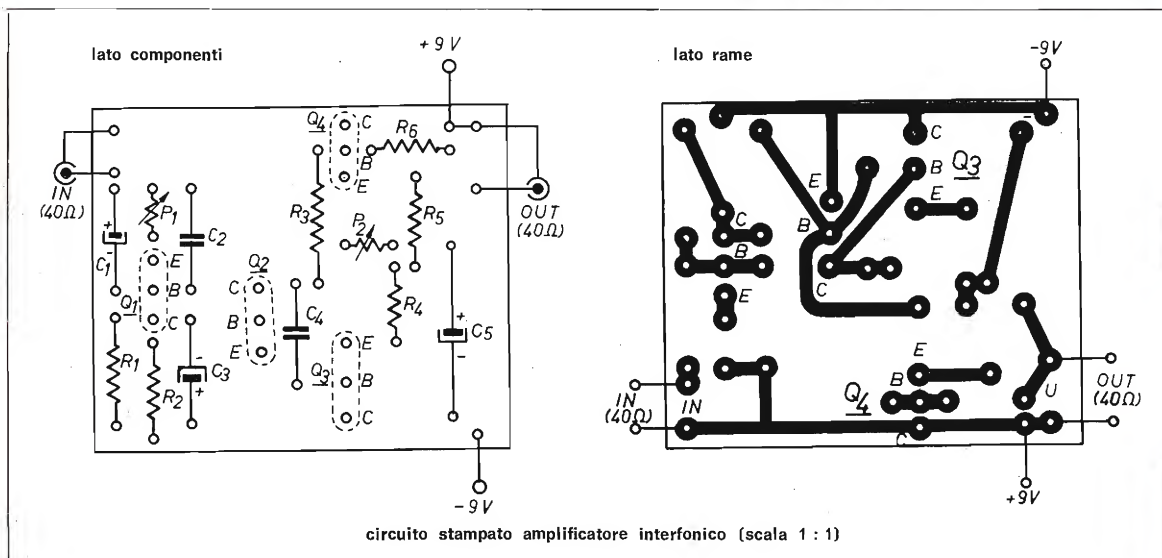 lato componenti
+9V
IN
(40Ω)
OUT
(40Ω)
Q4
C
B
E
R6
P1
C2
R3
P2
R5
+
-
C1
E
B
C
Q1
Q2
C
B
E
C4
R4
+
-
C5
R1
R2
-
+
C3
Q3
E
B
C
-9V
lato rame
-9V
-
C
B
Q3
E
E
B
C
C
B
E
E
B
Q4
C
U
IN
(40Ω)
IN
OUT
(40Ω)
+9V
circuito stampato amplificatore interfonico (scala 1 : 1)